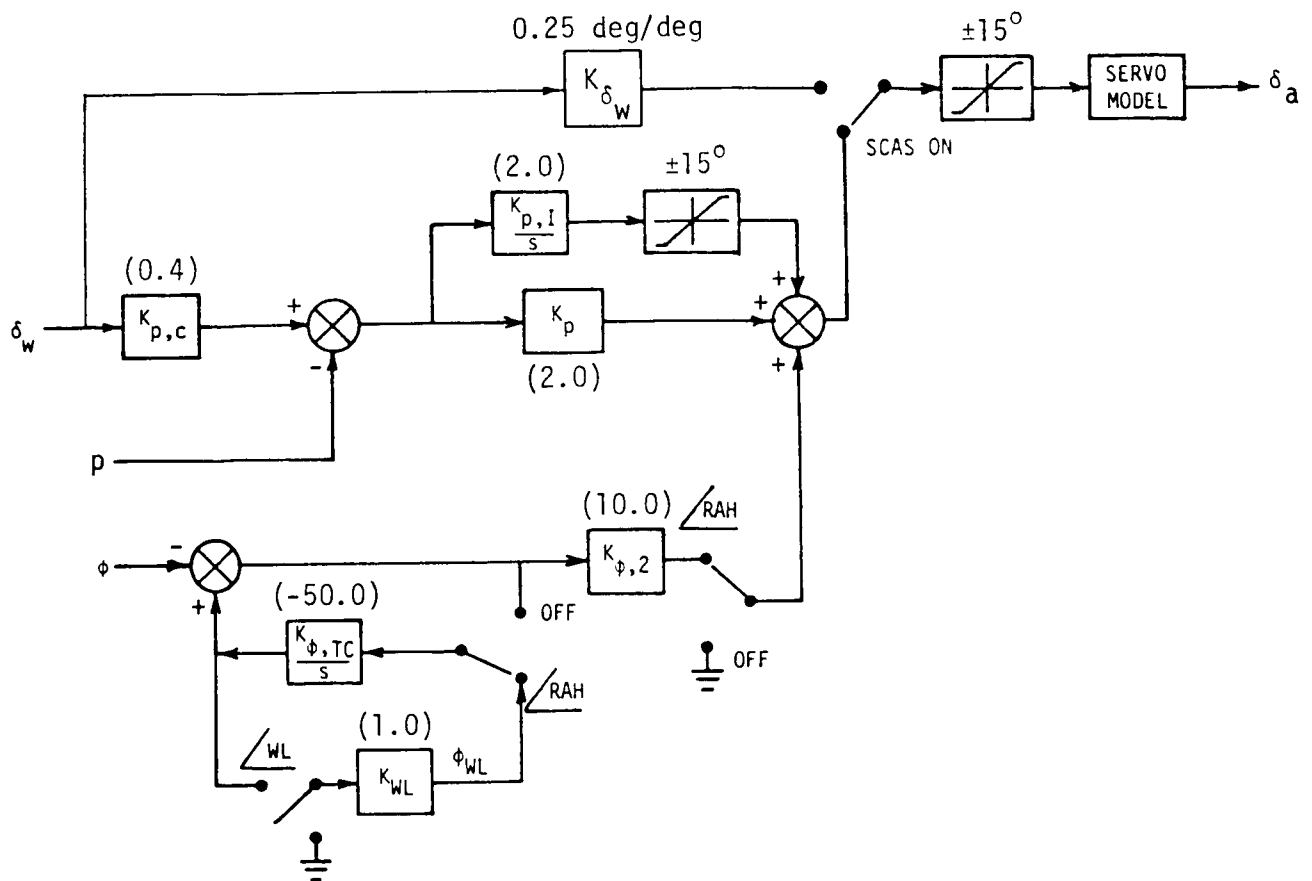 0.25 deg/deg
K_δ_W
±15°
SERVO
MODEL
δ_a
SCAS ON
(2.0)
K_p,I
s
±15°
(0.4)
δ_w
K_p,c
+
-
K_p
(2.0)
+
+
+
p
(10.0)
∠RAH
ϕ
-
+
K_ϕ,2
(-50.0)
OFF
K_ϕ,TC
s
OFF
∠RAH
(1.0)
∠WL
K_WL
ϕ_WL